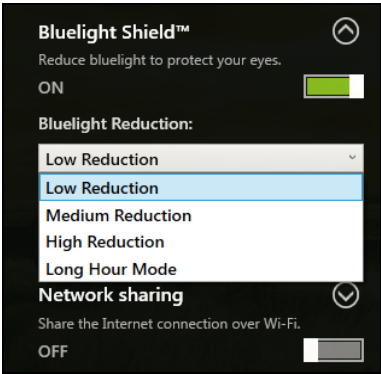 Bluelight Shield™
Reduce bluelight to protect your eyes.
ON
Bluelight Reduction:
Low Reduction
Low Reduction
Medium Reduction
High Reduction
Long Hour Mode
Network sharing
Share the Internet connection over Wi-Fi.
OFF